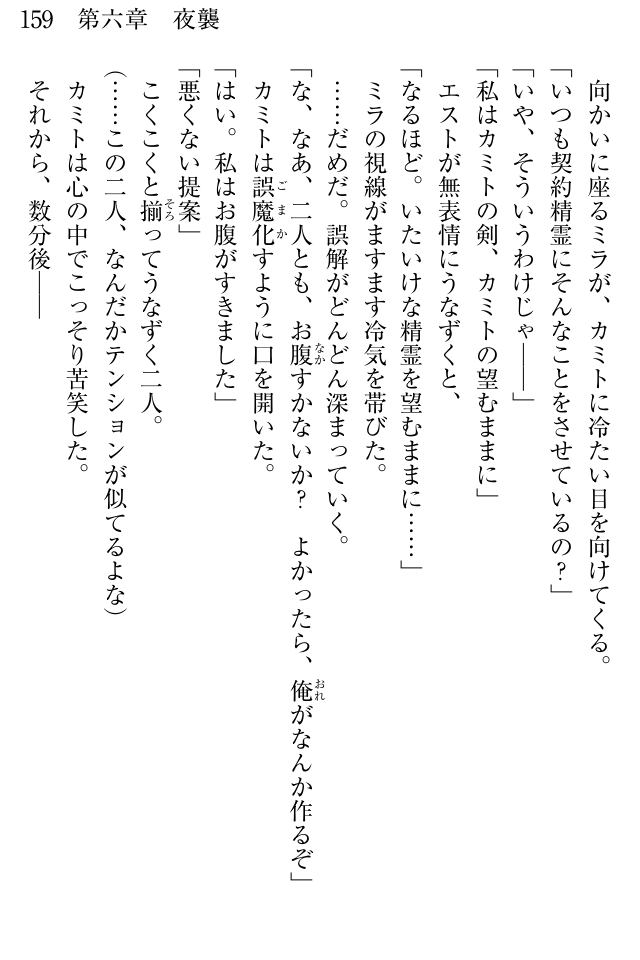 159　第六章　夜襲
　向かいに座るミラが、カミトに冷たい目を向けてくる。
「いつも契約精霊にそんなことをさせているの？」
「いや、そういうわけじゃ――」
「私はカミトの剣、カミトの望むままに」
　エストが無表情にうなずくと、
「なるほど。いたいけな精霊を望むままに……」
　ミラの視線がますます冷気を帯びた。
　……だめだ。誤解がどんどん深まっていく。
「な、なあ、二人とも、お腹すかないか？　よかったら、俺がなんか作るぞ」
　カミトは誤魔化すように口を開いた。
「はい。私はお腹がすきました」
「悪くない提案」
　こくこくと揃ってうなずく二人。
（……この二人、なんだかテンションが似てるよな）
　カミトは心の中でこっそり苦笑した。
　それから、数分後――